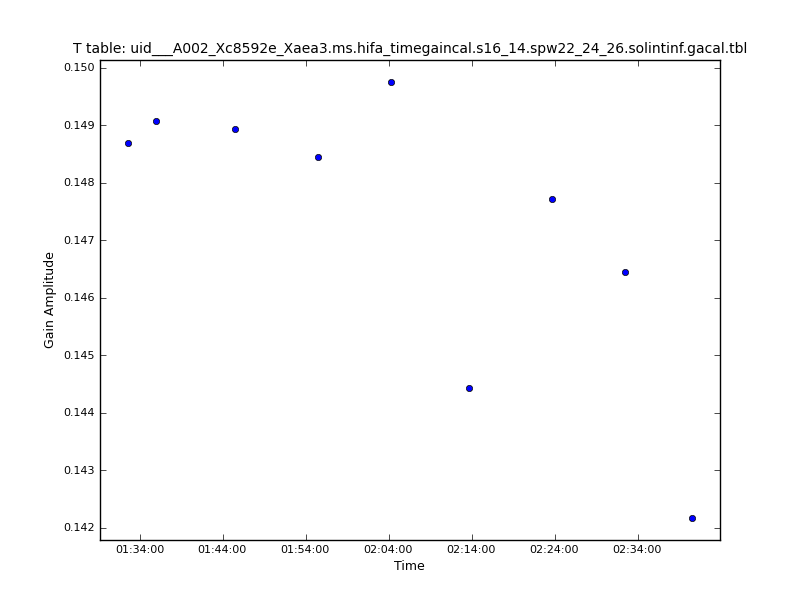 T table: uid___A002_Xc8592e_Xaea3.ms.hifa_timegaincal.s16_14.spw22_24_26.solintinf.gacal.tbl
0.150
0.149
0.148
0.147
0.146
0.145
0.144
0.143
0.142
Gain Amplitude
01:34:00 01:44:00 01:54:00 02:04:00 02:14:00 02:24:00 02:34:00
Time